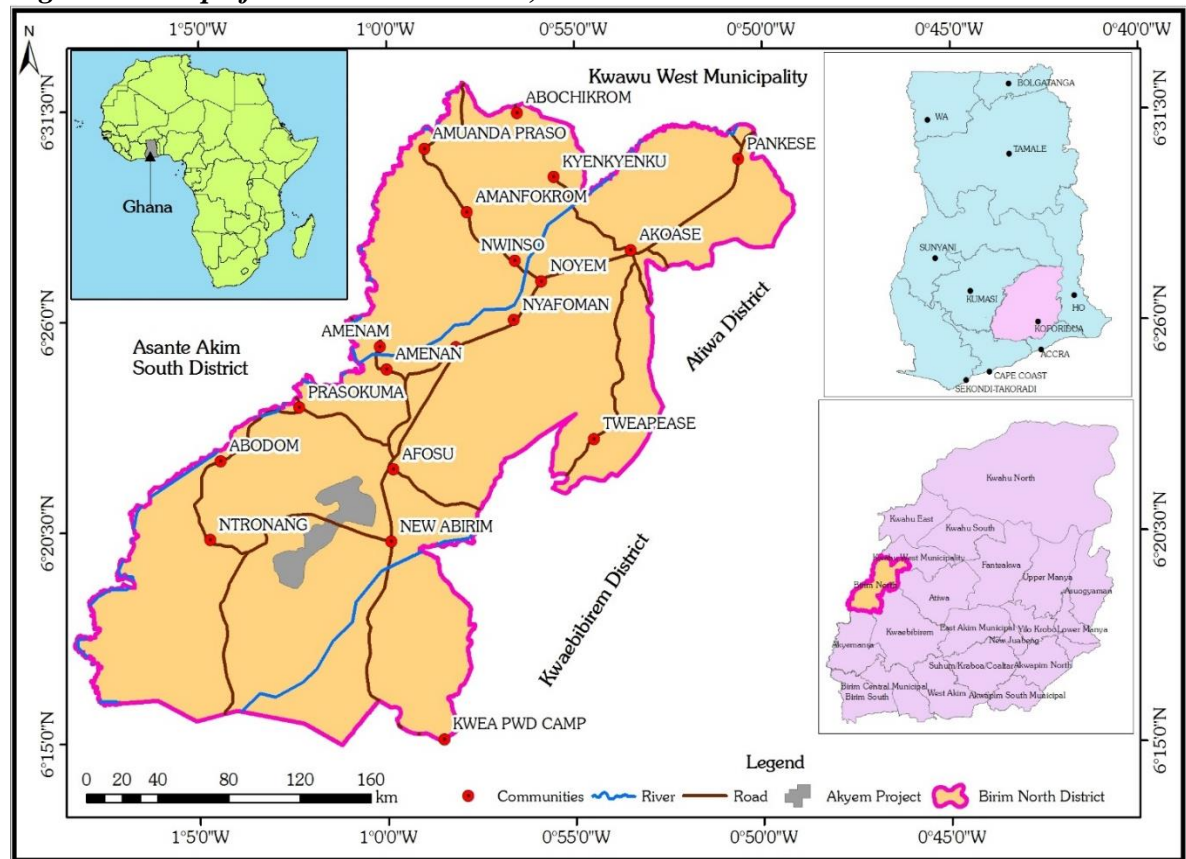 1°5'0"W 1°0'0"W 0°55'0"W 0°50'0"W 0°45'0"W 0°40'0"W
N
Kwawu West Municipality
ABOCHIKROM
6°31'30"N
6°31'30"N
AMUANDA PRASO
PANKESE
KYENKYENKU
AMANFOKROM
Ghana
AKOASE
NWINSO
NOYEM
NYAFOMAN
6°26'0"N
6°26'0"N
AMENAM
Asante Akim
South District
AMENAN
Atiwa District
PRASOKUMA
TWEAPEASE
ABODOM
AFOSU
NTRONANG
NEW ABIRIM
6°20'30"N
6°20'30"N
Kwaebibirem District
KWEA PWD CAMP
6°15'0"N
6°15'0"N
BOLGATANGA
WA
TAMALE
SUNYANI
KUMASI
HO
KOFORIDUA
ACCRA
CAPE COAST
SEKONDI-TAKORADI
Kwahu North
Kwahu East
Kwahu South
Kwahu West Municipality
Fanteakwa
Birim North
Upper Manya
Asuogyaman
Atiwa
Kwaebibirem
East Akim Municipal
Yilo Krobo
Lower Manya
New Juabeng
Akyemansa
Suhum/Kraboa/Coaltar
Akwapim North
Birim Central Municipal
Birim South
West Akim
Akwapim South Municipal
Legend
0 20 40 80 120 160
km
Communities River Road Akyem Project Birim North District
1°5'0"W 1°0'0"W 0°55'0"W 0°50'0"W 0°45'0"W